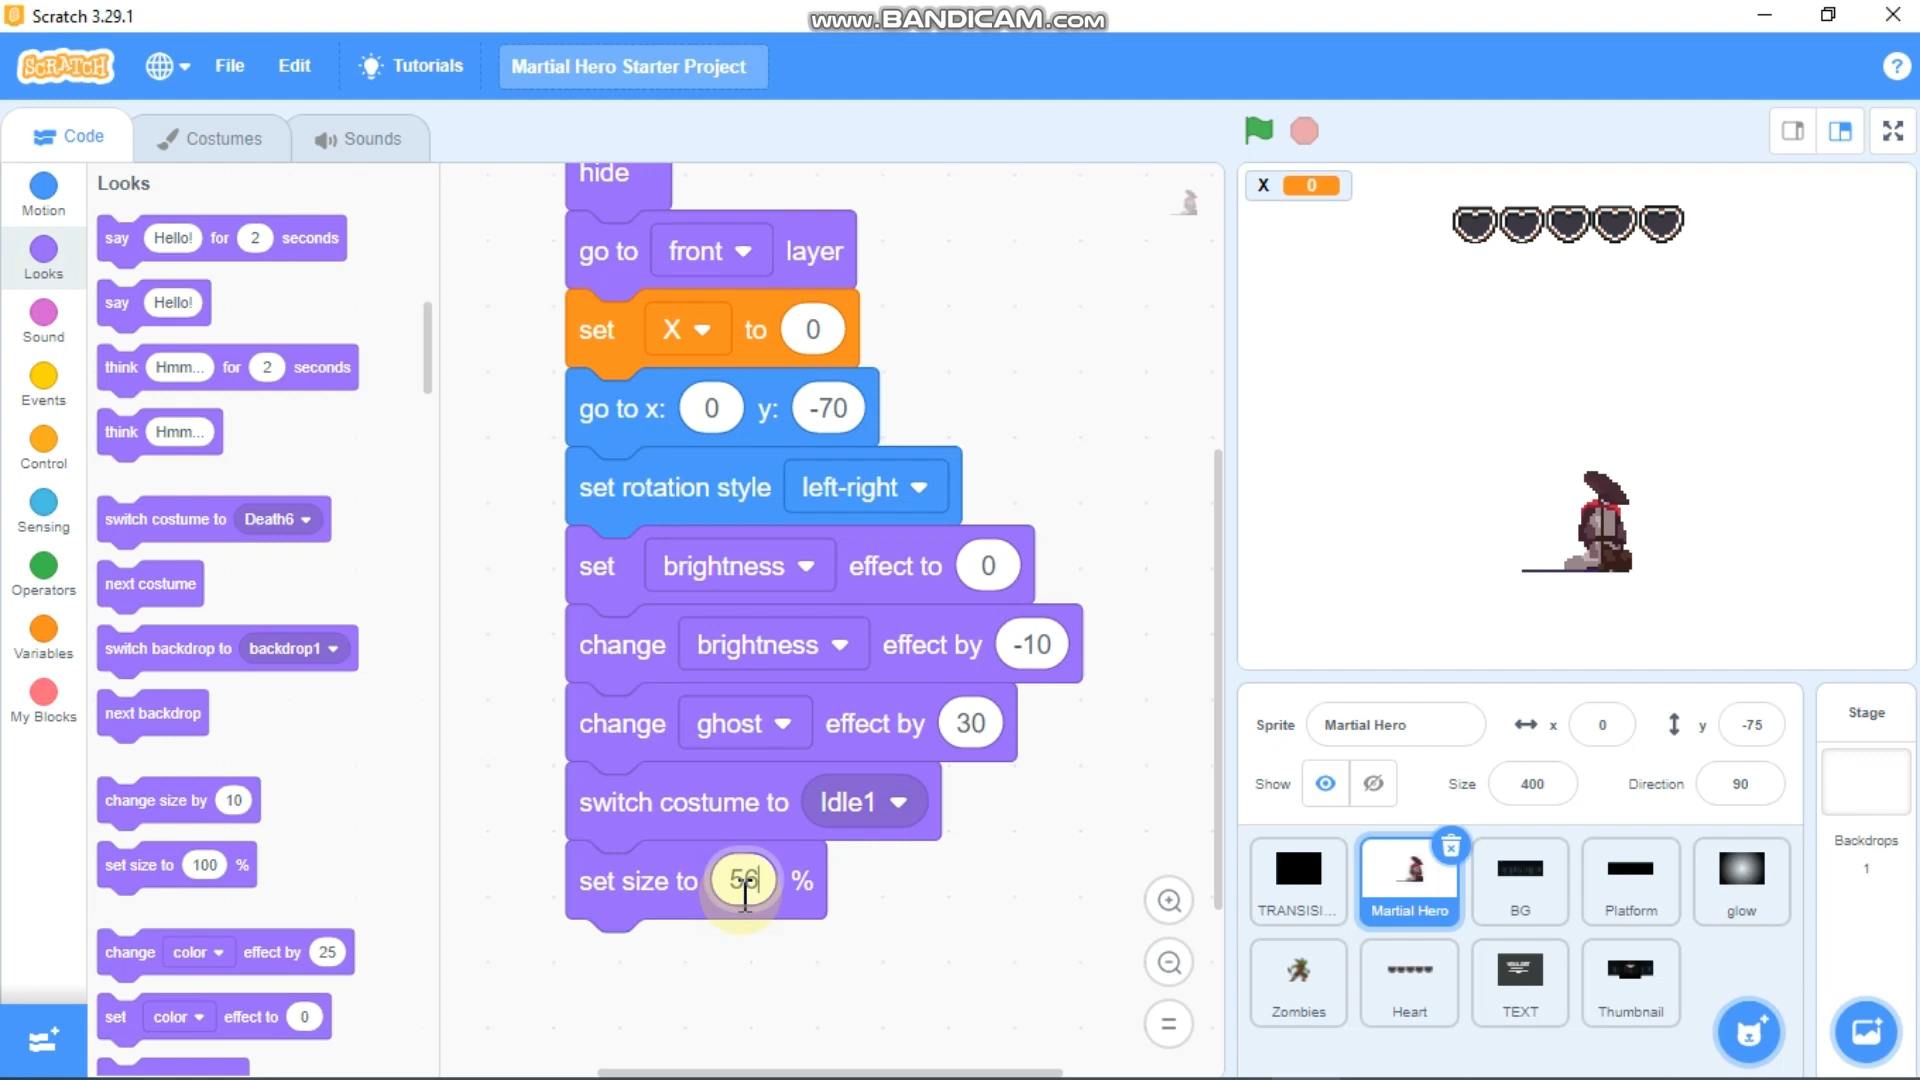 Scratch 3.29.1
www.BANDICAM.com
SCRATCH
File
Edit
Tutorials
Martial Hero Starter Project
?
Code
Costumes
Sounds
Motion
Looks
Sound
Events
Control
Sensing
Operators
Variables
My Blocks
Looks
say Hello! for 2 seconds
say Hello!
think Hmm... for 2 seconds
think Hmm...
switch costume to Death6
next costume
switch backdrop to backdrop1
next backdrop
change size by 10
set size to 100 %
change color effect by 25
set color effect to 0
hide
go to front layer
set X to 0
go to x: 0 y: -70
set rotation style left-right
set brightness effect to 0
change brightness effect by -10
change ghost effect by 30
switch costume to Idle1
set size to 56 %
X 0
Sprite Martial Hero x 0 y -75
Show Size 400 Direction 90
TRANSISI...
Martial Hero
BG
Platform
glow
Zombies
Heart
TEXT
Thumbnail
Stage
Backdrops
1